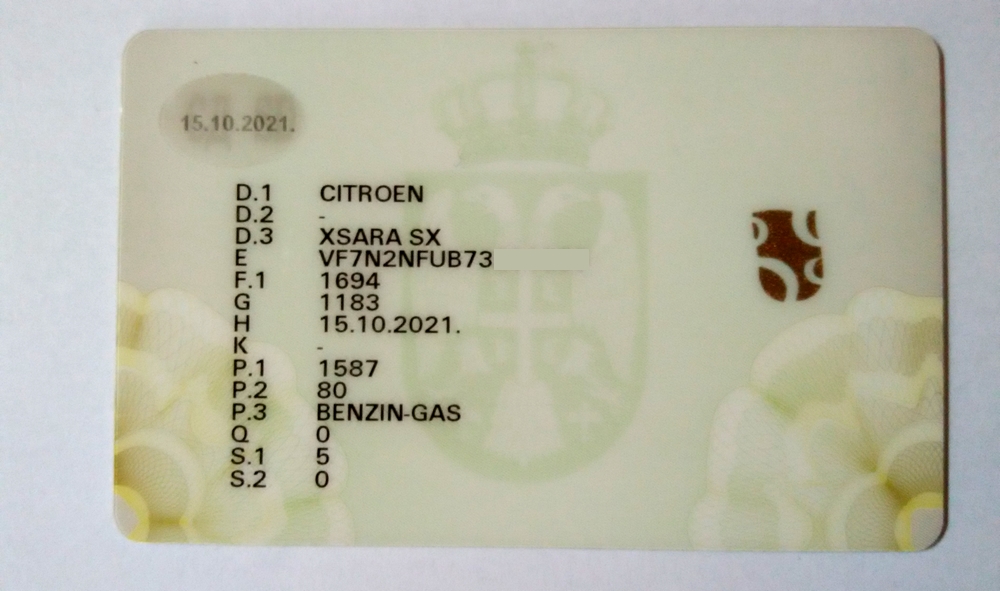 15.10.2021.
D.1 CITROEN
D.2 -
D.3 XSARA SX
E VF7N2NFUB73
F.1 1694
G 1183
H 15.10.2021.
K -
P.1 1587
P.2 80
P.3 BENZIN-GAS
Q 0
S.1 5
S.2 0